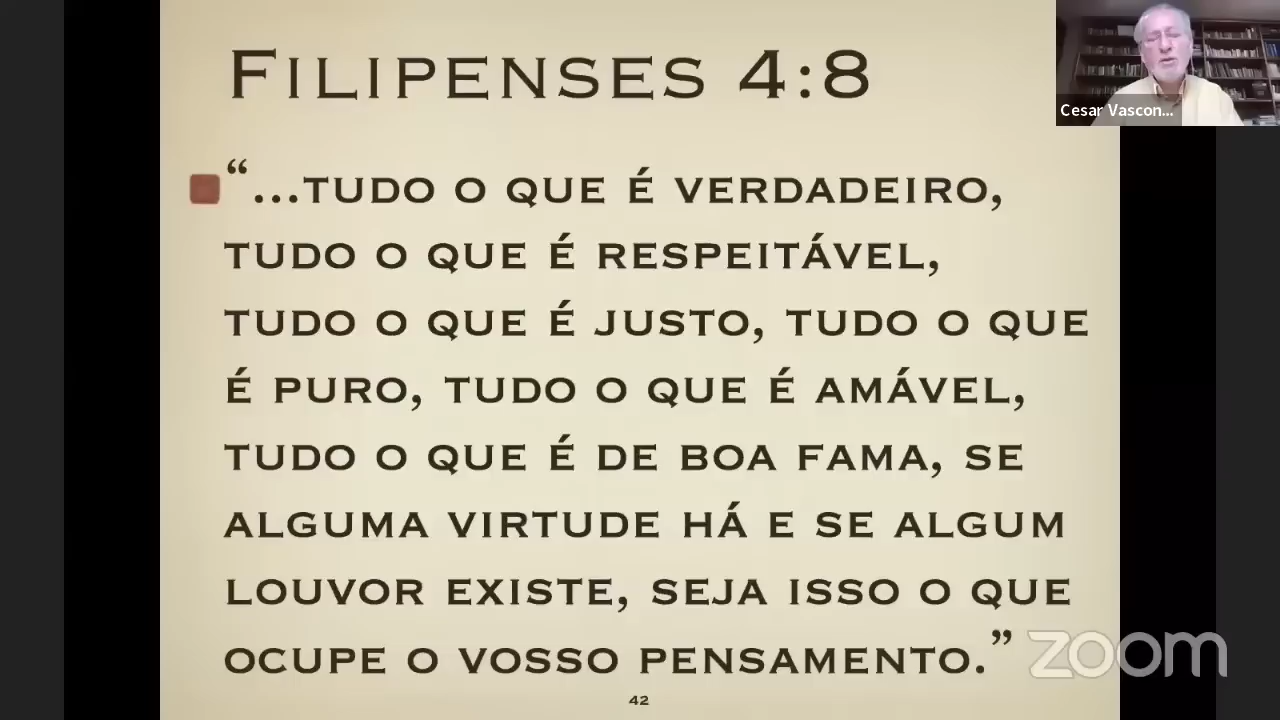 FILIPENSES 4:8
Cesar Vascon...
“...TUDO O QUE É VERDADEIRO,
TUDO O QUE É RESPEITÁVEL,
TUDO O QUE É JUSTO, TUDO O QUE
É PURO, TUDO O QUE É AMÁVEL,
TUDO O QUE É DE BOA FAMA, SE
ALGUMA VIRTUDE HÁ E SE ALGUM
LOUVOR EXISTE, SEJA ISSO O QUE
OCUPE O VOSSO PENSAMENTO.”
zoom
42